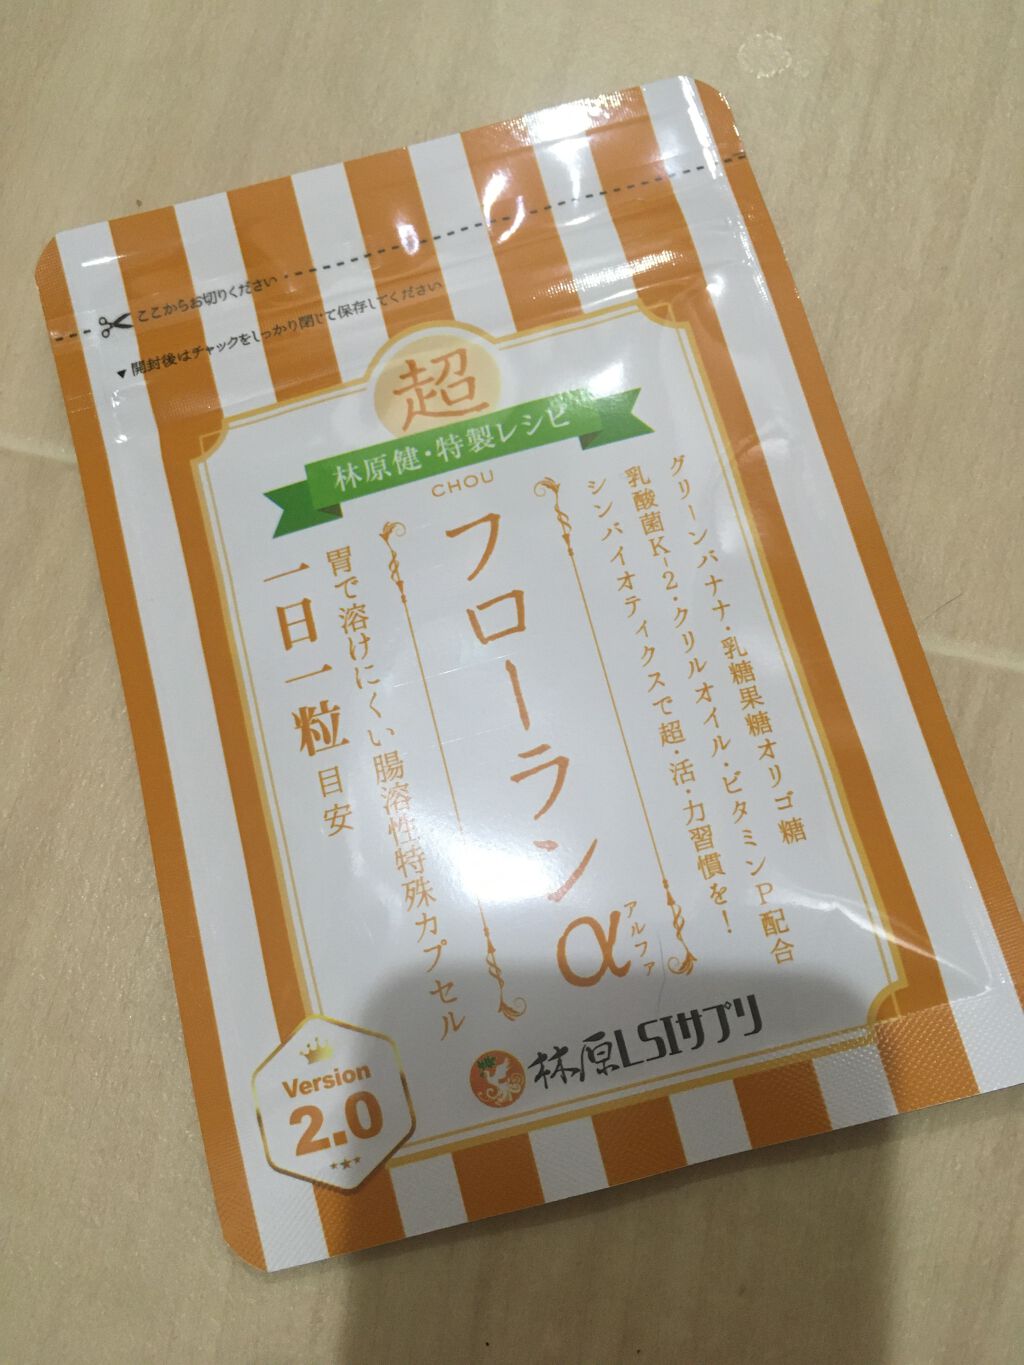 ここからお切りください
▼開封後はチャックをしっかり閉じて保存してください
超
林原健・特製レシピ
CHOU
グリーンバナナ・乳糖果糖オリゴ糖
乳酸菌K-2・クリルオイル・ビタミンP配合
シンバイオティクスで超・活・力習慣を!
フローラン
α
アルファ
胃で溶けにくい腸溶性特殊カプセル
一日一粒目安
林原LSIサプリ
Version
2.0